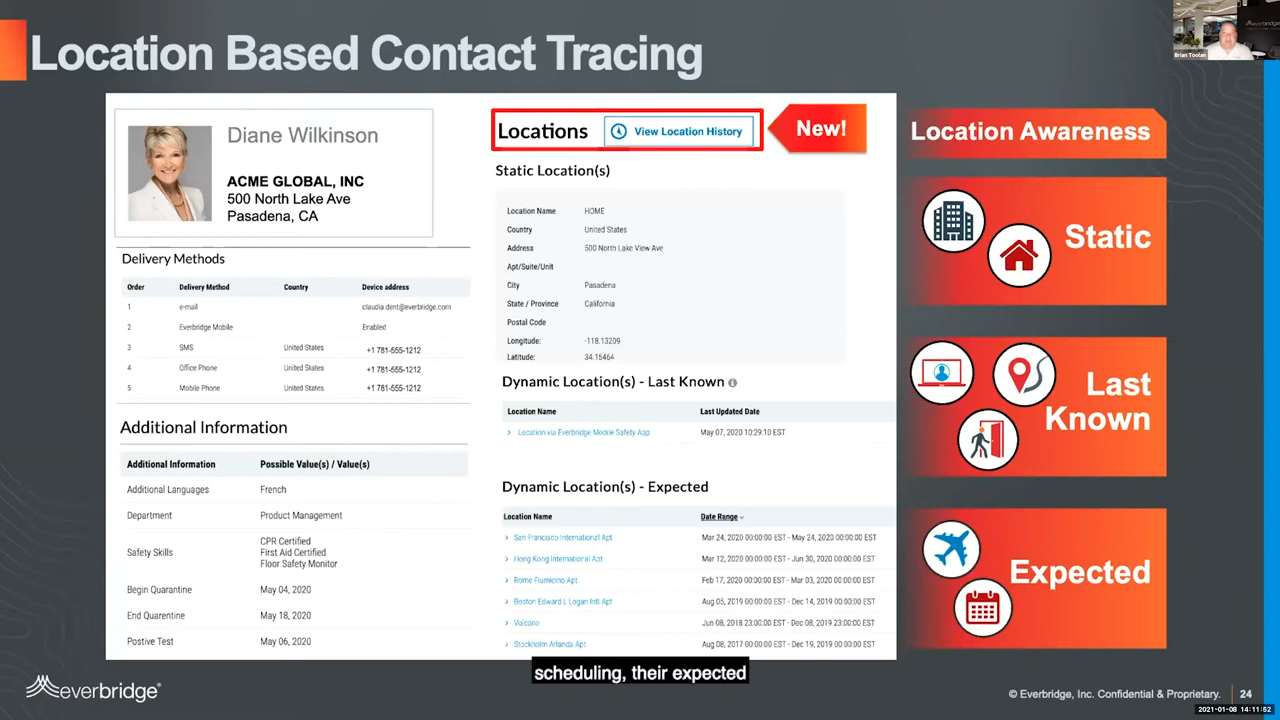 Location Based Contact Tracing
everbridge
Brian Toolan
Diane Wilkinson
ACME GLOBAL, INC
500 North Lake Ave
Pasadena, CA
Delivery Methods
Order Delivery Method Country Device address
1 e-mail claudia.dent@everbridge.com
2 Everbridge Mobile Enabled
3 SMS United States +1 781-555-1212
4 Office Phone United States +1 781-555-1212
5 Mobile Phone United States +1 781-555-1212
Additional Information
Additional Information Possible Value(s) / Value(s)
Additional Languages French
Department Product Management
Safety Skills CPR Certified
First Aid Certified
Floor Safety Monitor
Begin Quarantine May 04, 2020
End Quarentine May 18, 2020
Postive Test May 06, 2020
Locations View Location History
New!
Static Location(s)
Location Name HOME
Country United States
Address 500 North Lake View Ave
Apt/Suite/Unit
City Pasadena
State / Province California
Postal Code
Longitude: -118.13209
Latitude: 34.15464
Dynamic Location(s) - Last Known
Location Name Last Updated Date
Location via Everbridge Mobile Safety App May 07, 2020 10:29:10 EST
Dynamic Location(s) - Expected
Location Name Date Range
San Francisco International Apt Mar 24, 2020 00:00:00 EST - May 24, 2020 00:00:00 EST
Hong Kong International Apt Mar 12, 2020 00:00:00 EST - Jun 30, 2020 00:00:00 EST
Rome Fiumicino Apt Feb 17, 2020 00:00:00 EST - Mar 03, 2020 00:00:00 EST
Boston Edward L Logan Intl Apt Aug 05, 2019 00:00:00 EST - Dec 14, 2019 00:00:00 EST
Volcano Jun 08, 2018 23:00:00 EST - Dec 08, 2019 23:00:00 EST
Stockholm Arlanda Apt Aug 08, 2017 00:00:00 EST - Dec 19, 2019 00:00:00 EST
Location Awareness
Static
Last
Known
Expected
scheduling, their expected
everbridge
© Everbridge, Inc. Confidential & Proprietary. 24
2021-01-08 14:11:52